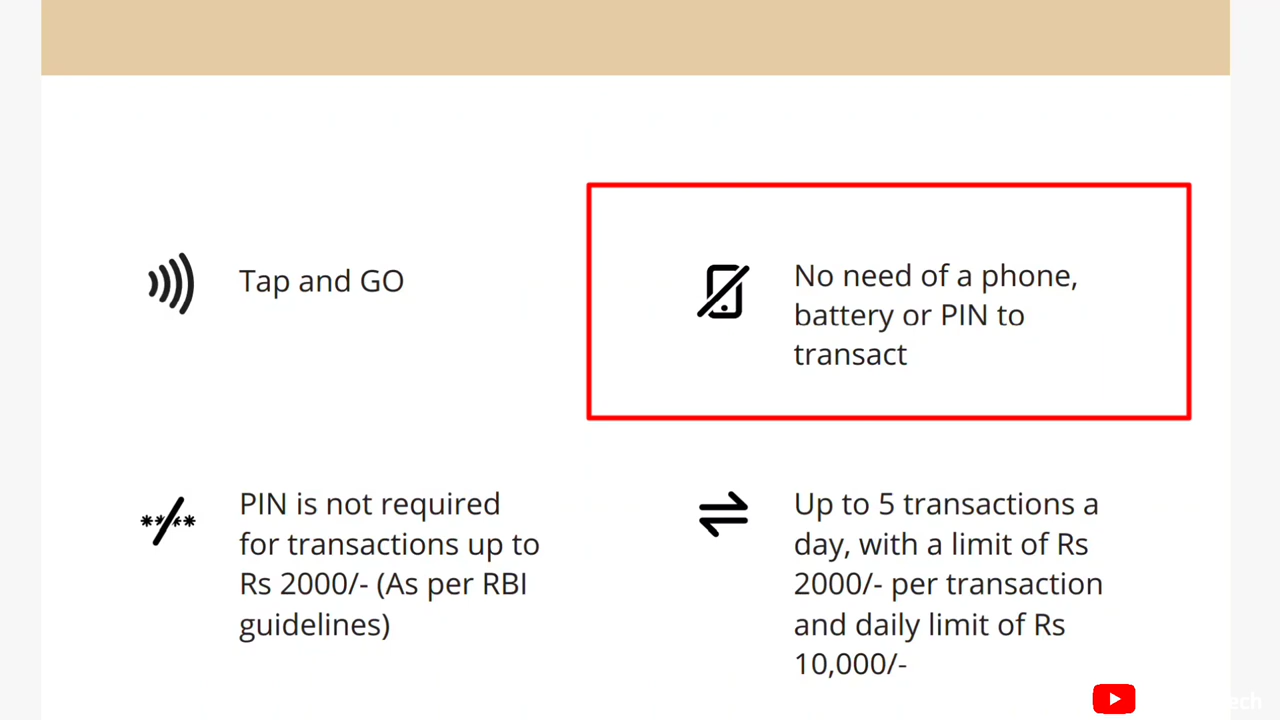 Tap and GO
No need of a phone,
battery or PIN to
transact
PIN is not required
for transactions up to
Rs 2000/- (As per RBI
guidelines)
Up to 5 transactions a
day, with a limit of Rs
2000/- per transaction
and daily limit of Rs
10,000/-